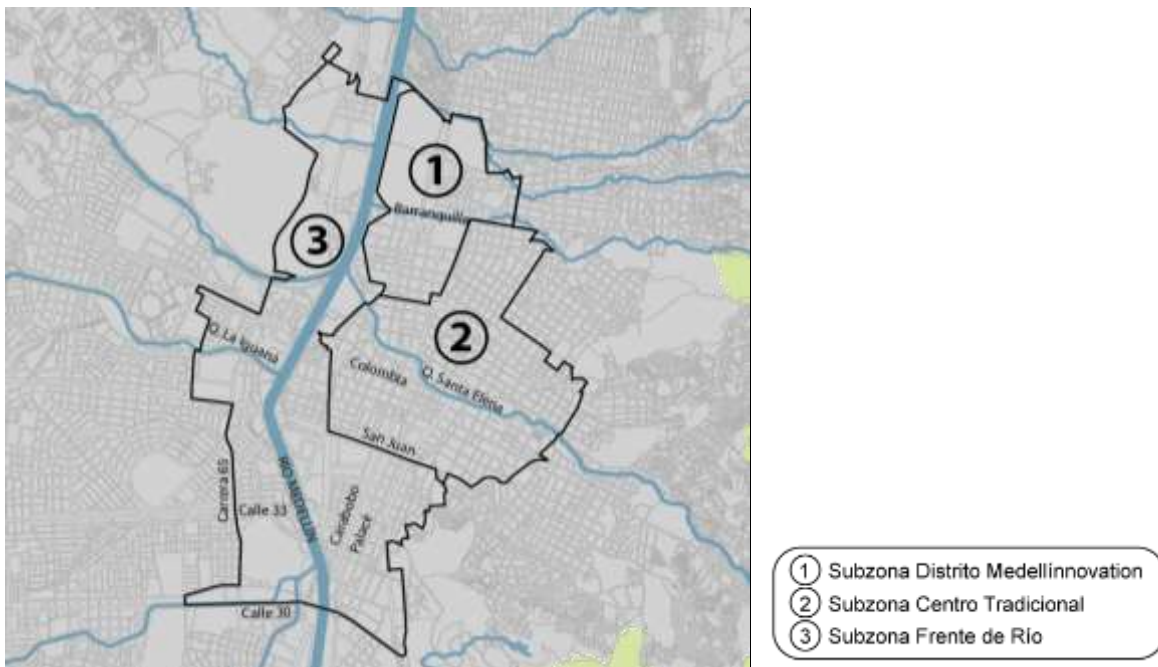 1
Barranquilla
3
2
Q. La Iguaná
Colombia
Q. Santa Elena
San Juan
Carrera 65
RÍO MEDELLÍN
Calle 33
Carabobo
Palacé
Calle 30
1 Subzona Distrito Medellinnovation
2 Subzona Centro Tradicional
3 Subzona Frente de Río